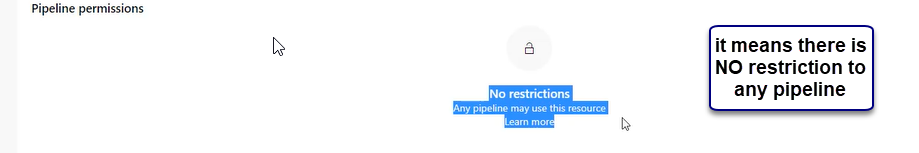 Pipeline permissions
No restrictions
Any pipeline may use this resource
Learn more
it means there is
NO restriction to
any pipeline